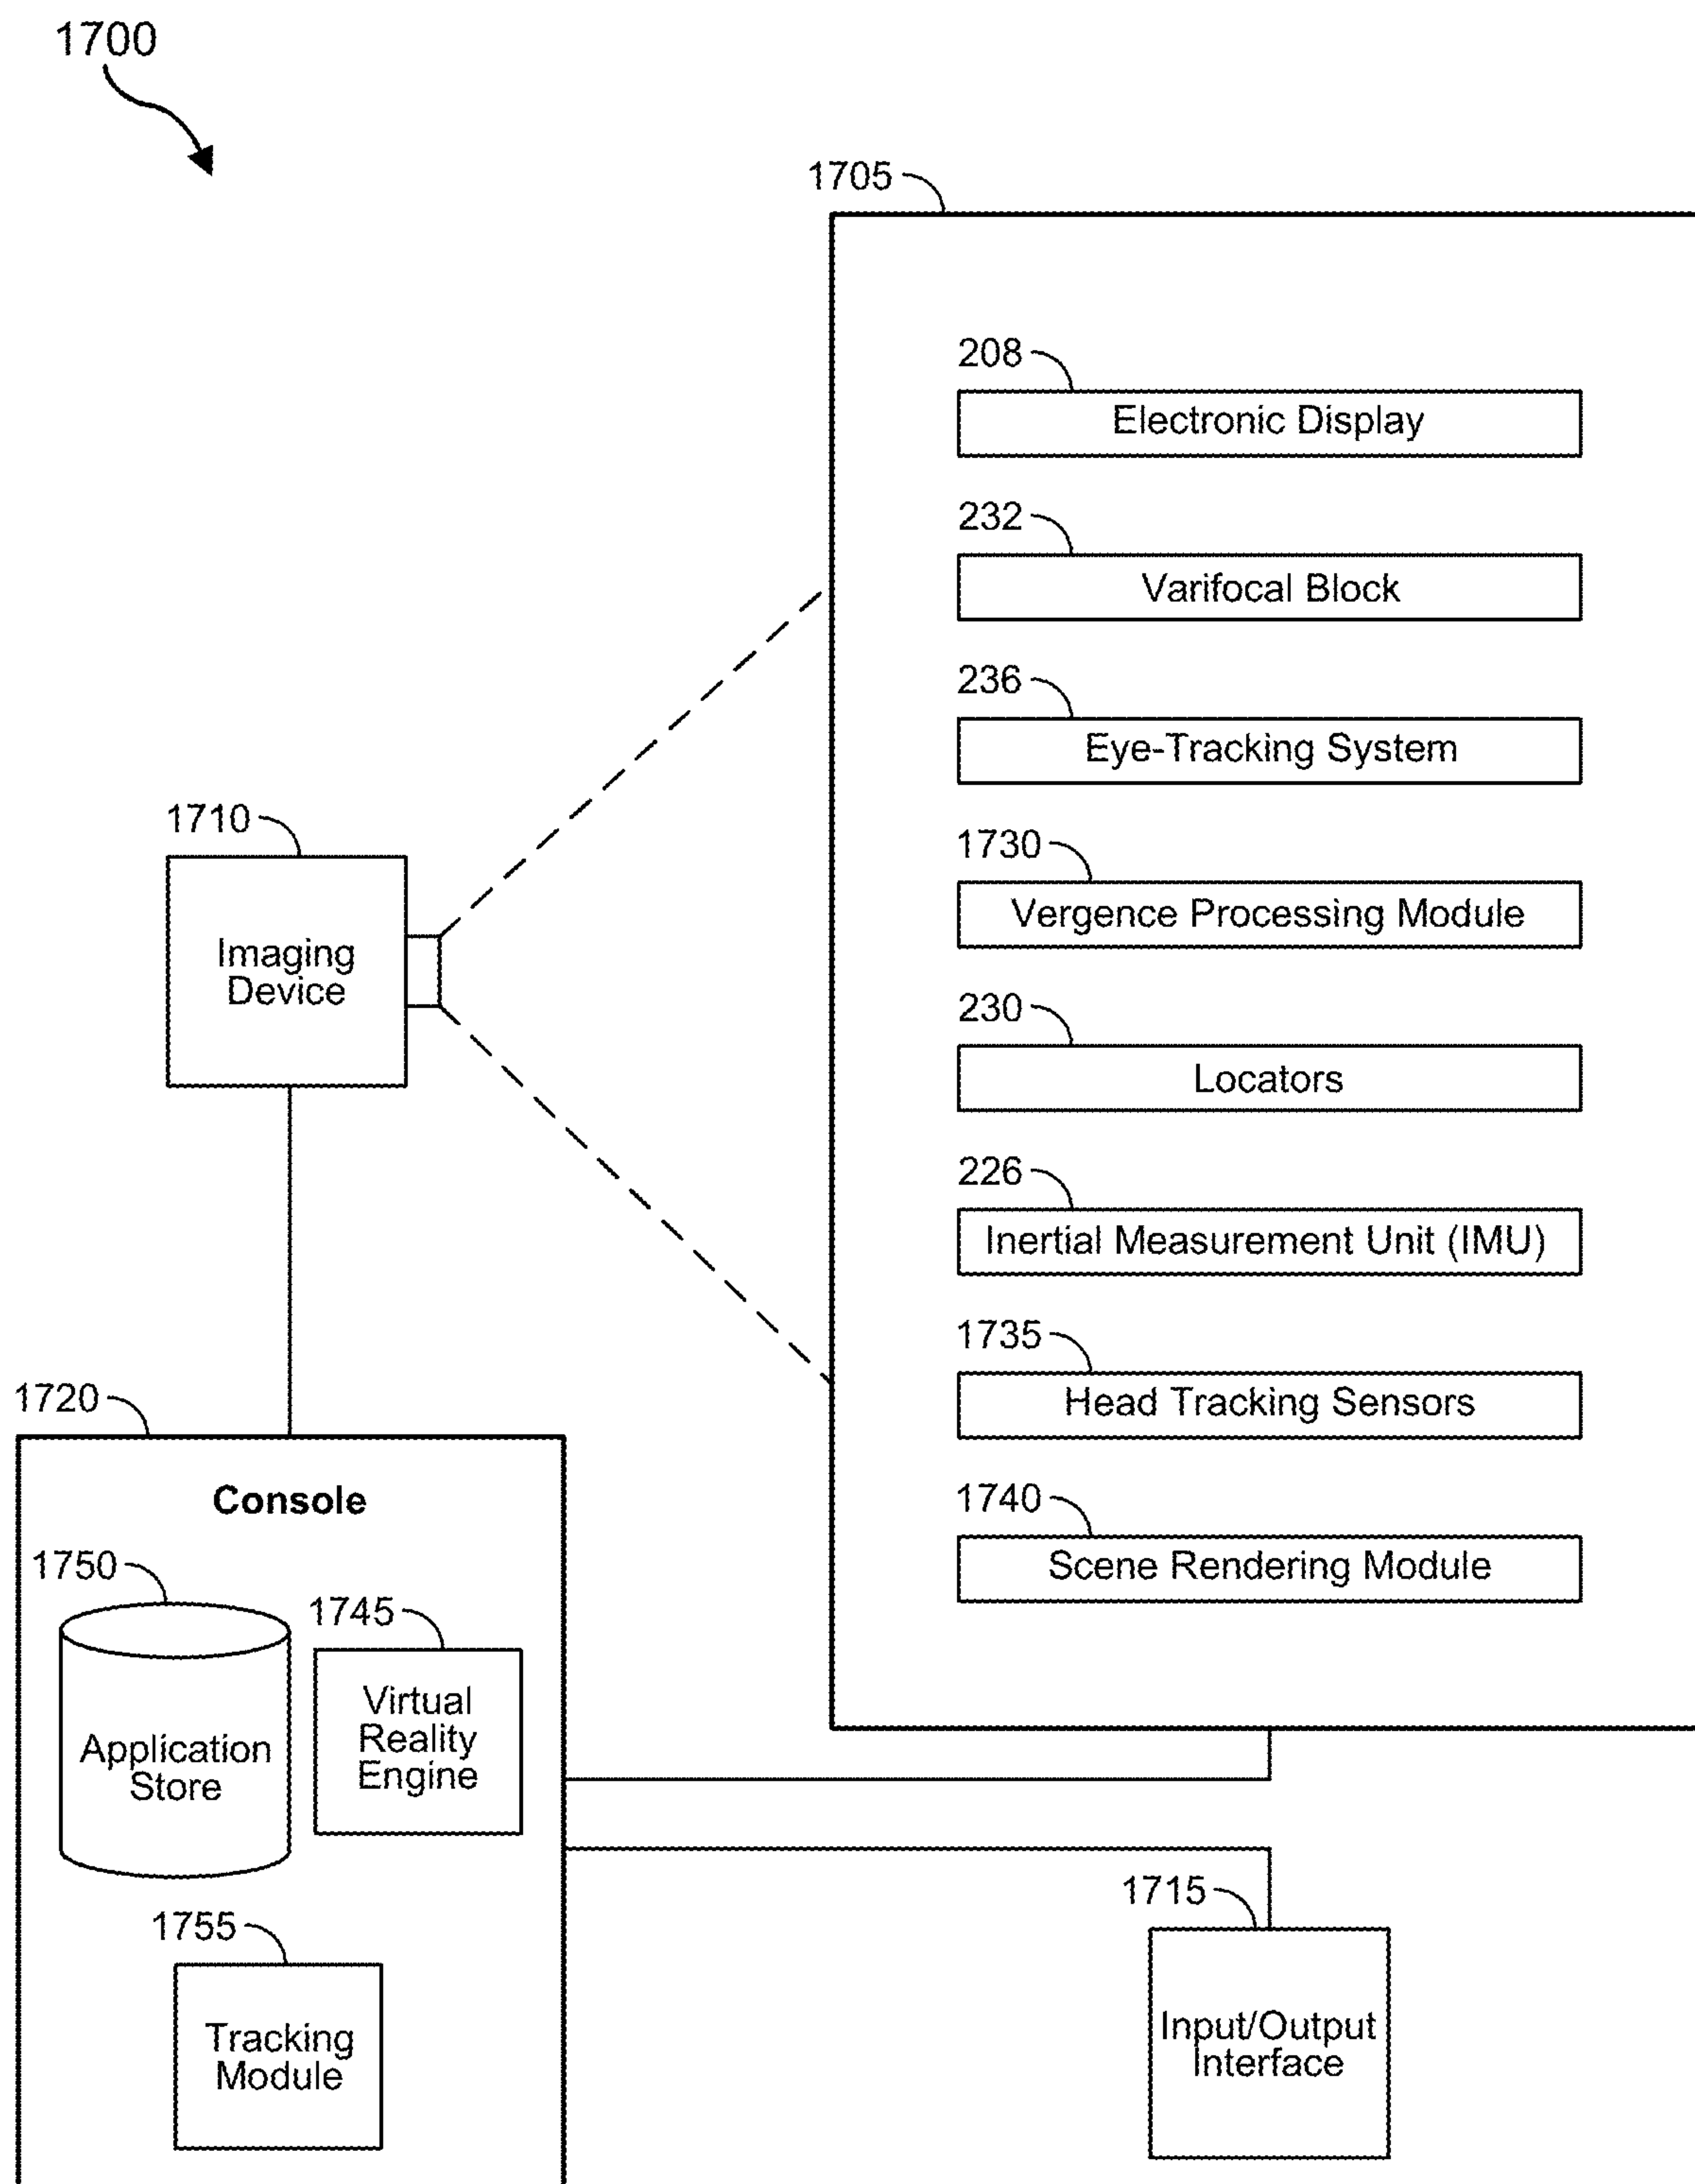 1700
1705
208
Electronic Display
232
Varifocal Block
236
Eye-Tracking System
1730
Vergence Processing Module
230
Locators
226
Inertial Measurement Unit (IMU)
1735
Head Tracking Sensors
1740
Scene Rendering Module
1710
Imaging
Device
1720
Console
1750
Application
Store
1745
Virtual
Reality
Engine
1755
Tracking
Module
1715
Input/Output
Interface